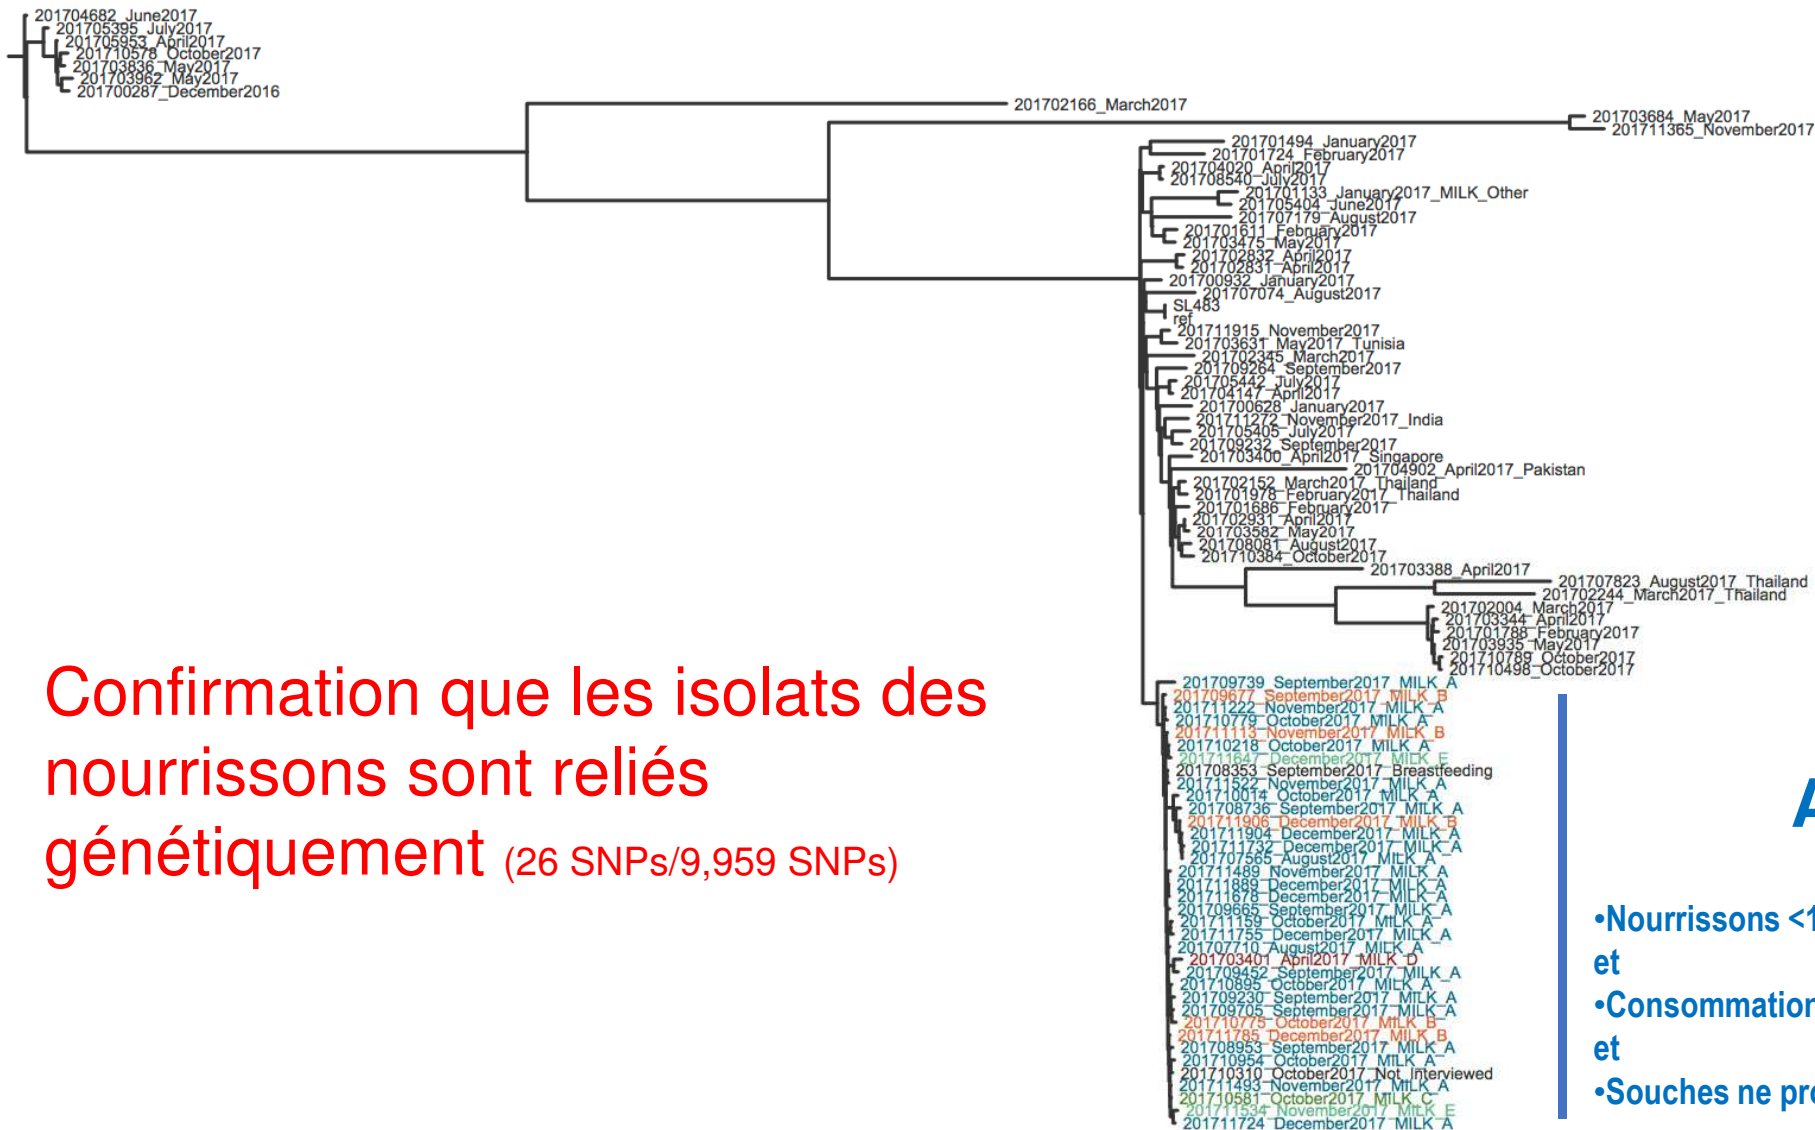 201704682_June2017
201705395_July2017
201705953_April2017
201710578_October2017
201703836_May2017
201703962_May2017
201700287_December2016
201702166_March2017
201703684_May2017
201711365_November2017
201701494_January2017
201701724_February2017
201704020_April2017
201708540_July2017
201701133_January2017_MILK_Other
201705404_June2017
201707179_August2017
201701611_February2017
201703475_May2017
201702832_April2017
201702831_April2017
201700932_January2017
201707074_August2017
SL483
ref
201711915_November2017
201703631_May2017_Tunisia
201702345_March2017
201709264_September2017
201705442_July2017
201704147_April2017
201700628_January2017
201711272_November2017_India
201705405_July2017
201709232_September2017
201703400_April2017_Singapore
201704902_April2017_Pakistan
201702152_March2017_Thailand
201701978_February2017_Thailand
201701686_February2017
201702931_April2017
201703582_May2017
201708081_August2017
201710384_October2017
201703388_April2017
201707823_August2017_Thailand
201702244_March2017_Thailand
201702004_March2017
201703344_April2017
201701788_February2017
201703935_May2017
201710789_October2017
201710498_October2017
201709739_September2017_MILK_A
201709677_September2017_MILK_B
201711222_November2017_MILK_A
201710779_October2017_MILK_A
201711113_November2017_MILK_B
201710218_October2017_MILK_A
201711647_December2017_MILK_E
201708353_September2017_Breastfeeding
201711522_November2017_MILK_A
201710014_October2017_MILK_A
201708736_September2017_MILK_A
201711906_December2017_MILK_B
201711904_December2017_MILK_A
201711732_December2017_MILK_A
201707565_August2017_MILK_A
201711489_November2017_MILK_A
201711889_December2017_MILK_A
201711678_December2017_MILK_A
201709665_September2017_MILK_A
201711159_October2017_MILK_A
201711755_December2017_MILK_A
201707710_August2017_MILK_A
201703401_April2017_MILK_D
201709452_September2017_MILK_A
201710895_October2017_MILK_A
201709230_September2017_MILK_A
201709705_September2017_MILK_A
201710775_October2017_MILK_B
201711785_December2017_MILK_B
201708953_September2017_MILK_A
201710954_October2017_MILK_A
201710310_October2017_Not_Interviewed
201711493_November2017_MILK_A
201710581_October2017_MILK_C
201711534_November2017_MILK_E
201711724_December2017_MILK_A
Confirmation que les isolats des
nourrissons sont reliés
génétiquement (26 SNPs/9,959 SNPs)
•Nourrissons <1
et
•Consommation
et
•Souches ne